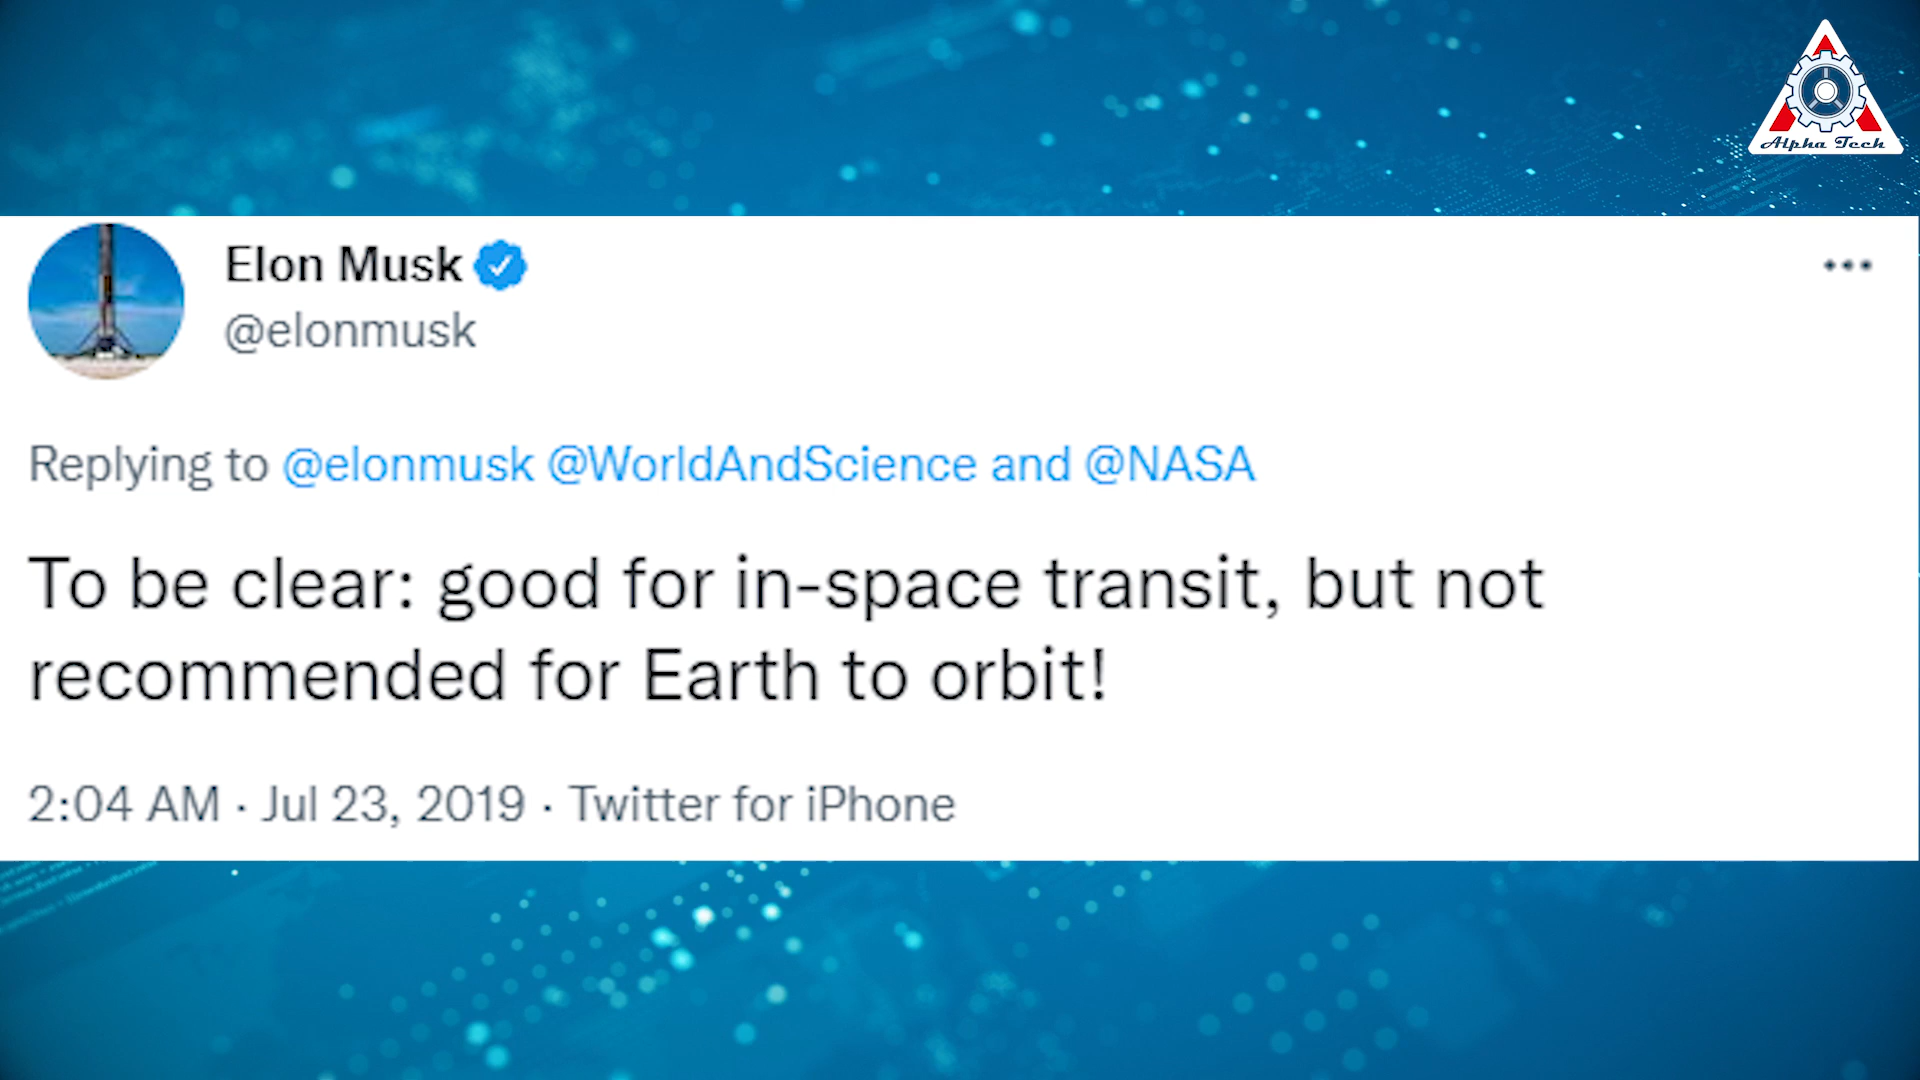 Alpha Tech
Elon Musk
@elonmusk
Replying to @elonmusk @WorldAndScience and @NASA
To be clear: good for in-space transit, but not
recommended for Earth to orbit!
2:04 AM · Jul 23, 2019 · Twitter for iPhone